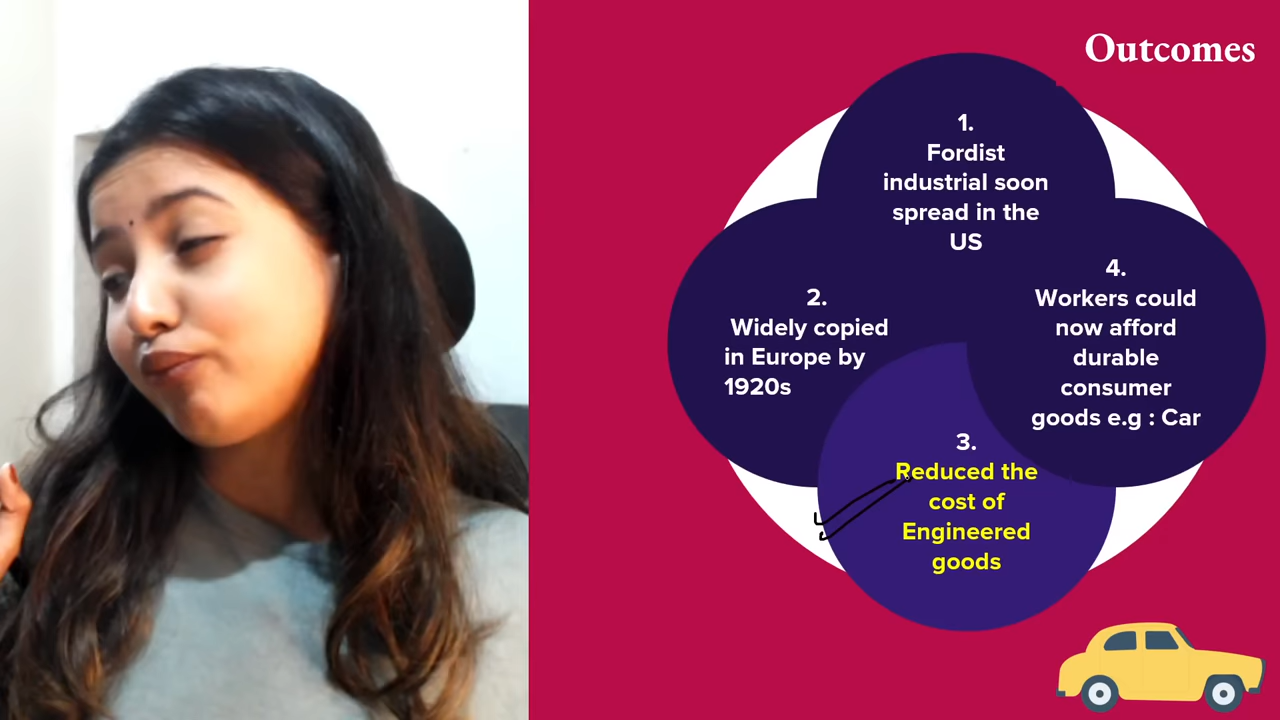 Outcomes
1.
Fordist
industrial soon
spread in the
US
2.
Widely copied
in Europe by
1920s
3.
Reduced the
cost of
Engineered
goods
4.
Workers could
now afford
durable
consumer
goods e.g : Car